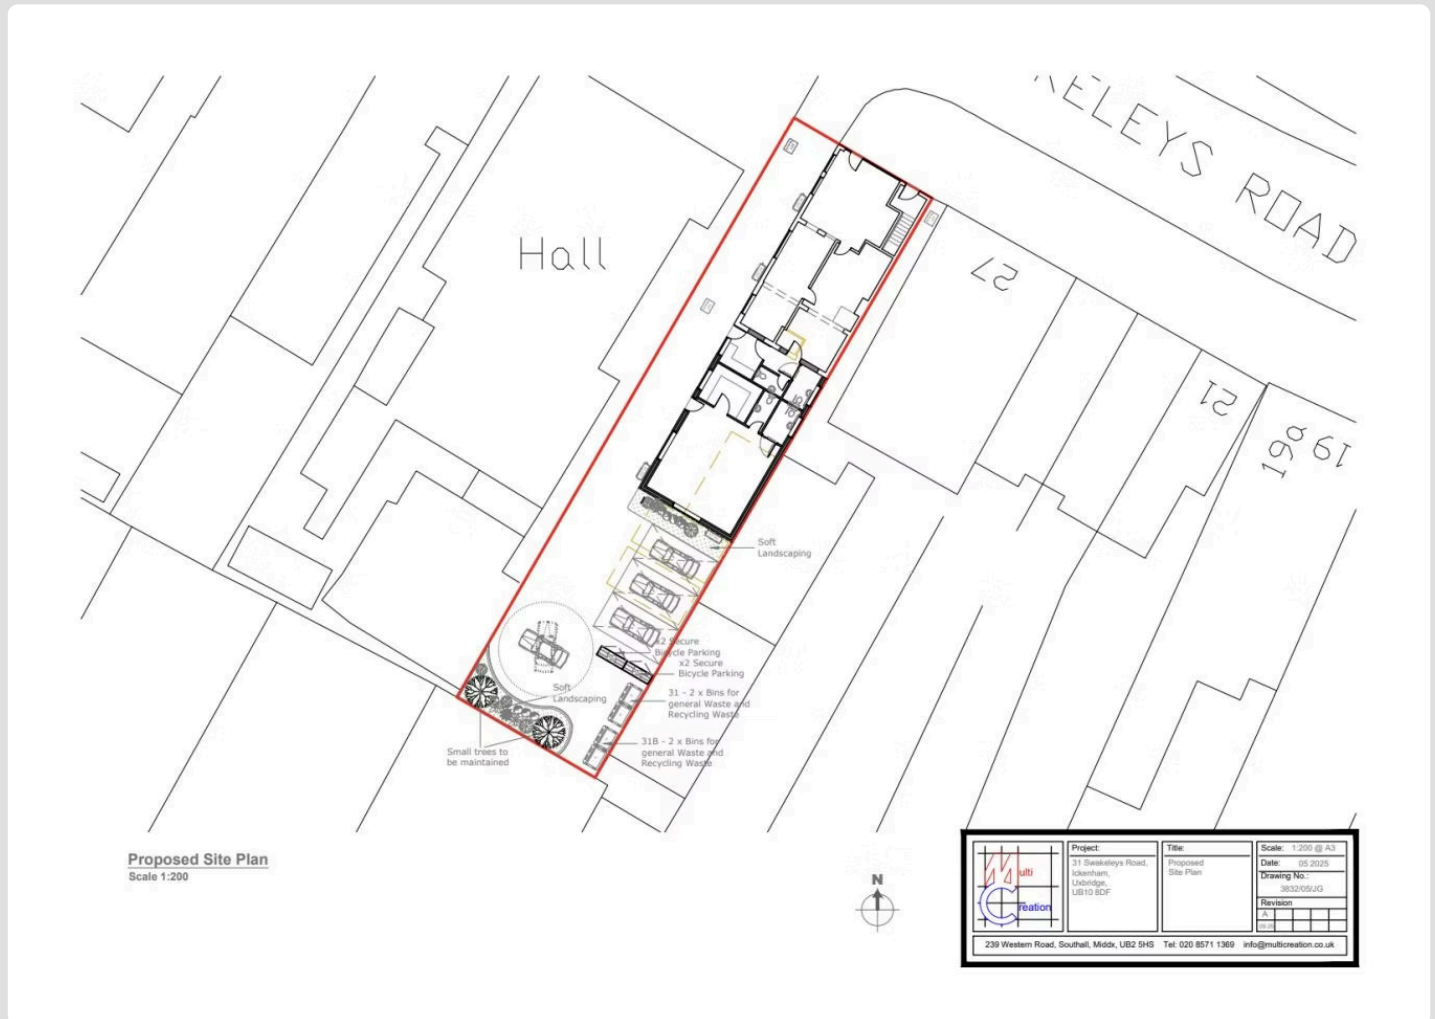 KELEYS ROAD
Hall
27
21
19
19a
Soft
Landscaping
x2 Secure
Bicycle Parking
x2 Secure
Bicycle Parking
31 - 2 x Bins for
general Waste and
Recycling Waste
Soft
Landscaping
31B - 2 x Bins for
general Waste and
Recycling Waste
Small trees to
be maintained
Proposed Site Plan
Scale 1:200
N
Multi
Creation
Project:
31 Swakeleys Road,
Ickenham,
Uxbridge,
UB10 8DF
Title:
Proposed
Site Plan
Scale: 1:200 @ A3
Date: 05 2025
Drawing No.:
3832/05/JG
Revision
A
239 Western Road, Southall, Middx, UB2 5HS Tel: 020 8571 1369 info@multicreation.co.uk